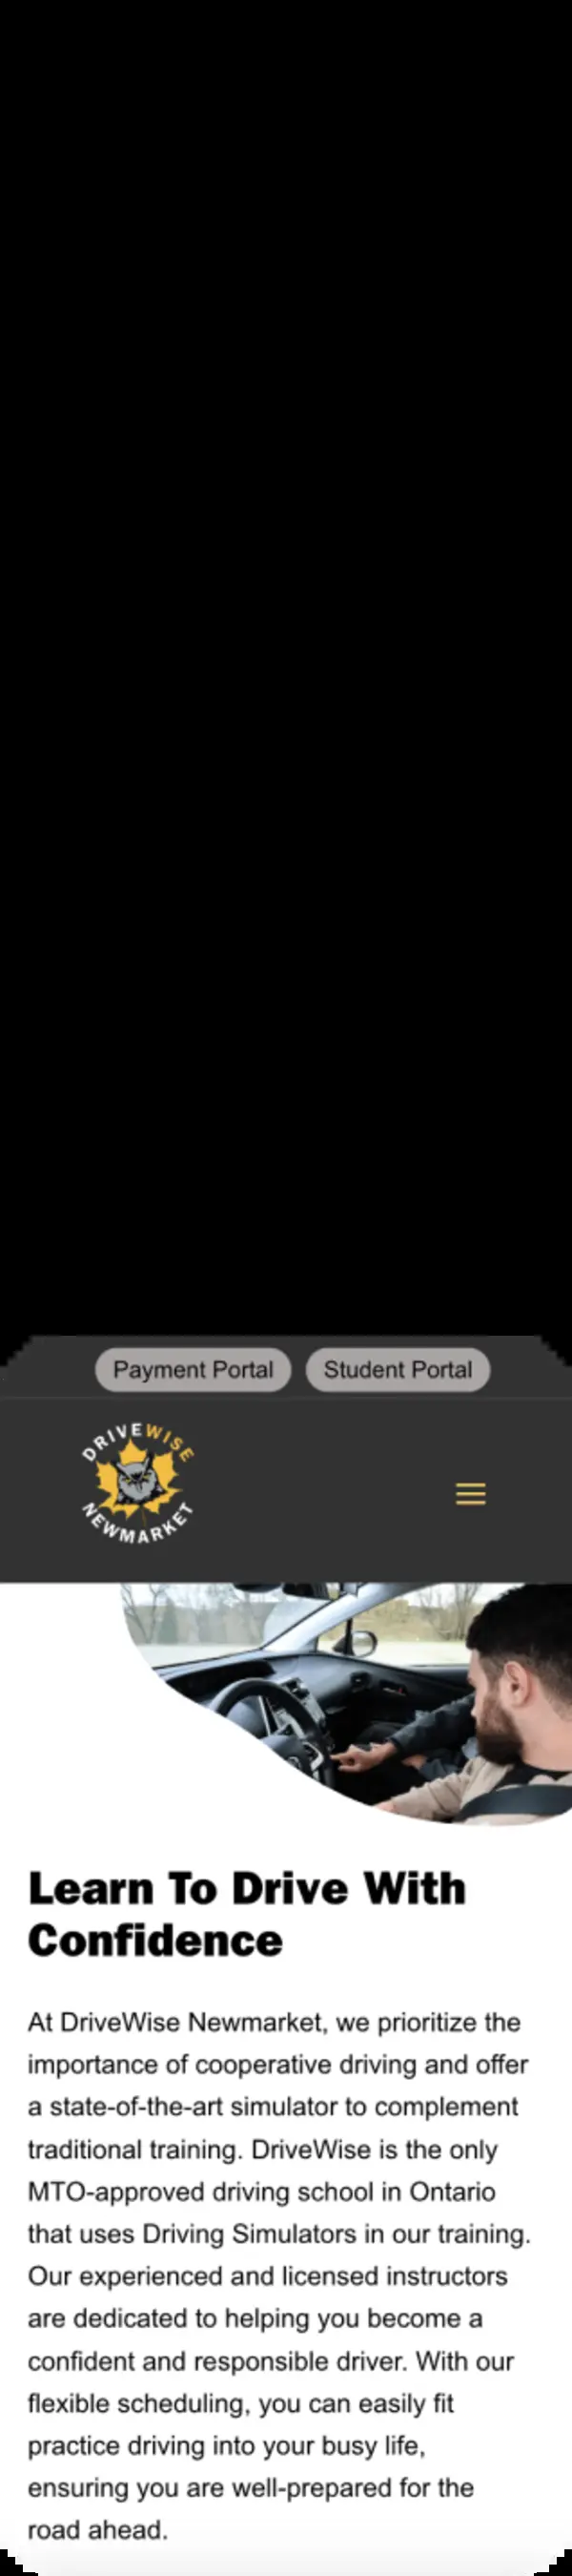 Payment Portal Student Portal
DRIVEWISE
NEWMARKET
Learn To Drive With
Confidence
At DriveWise Newmarket, we prioritize the
importance of cooperative driving and offer
a state-of-the-art simulator to complement
traditional training. DriveWise is the only
MTO-approved driving school in Ontario
that uses Driving Simulators in our training.
Our experienced and licensed instructors
are dedicated to helping you become a
confident and responsible driver. With our
flexible scheduling, you can easily fit
practice driving into your busy life,
ensuring you are well-prepared for the
road ahead.